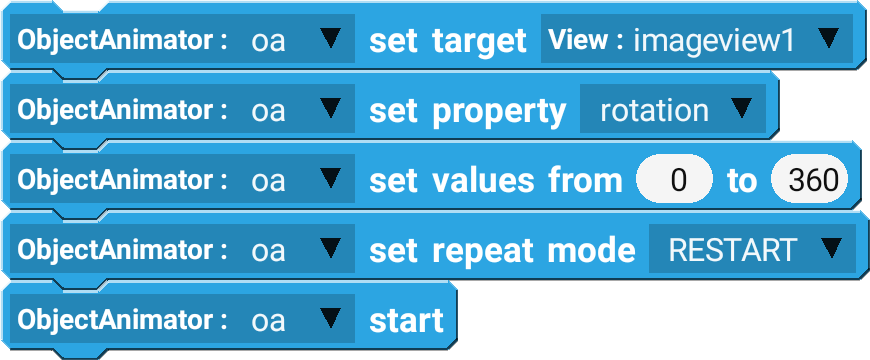 ObjectAnimator : oa set target View : imageview1
ObjectAnimator : oa set property rotation
ObjectAnimator : oa set values from 0 to 360
ObjectAnimator : oa set repeat mode RESTART
ObjectAnimator : oa start